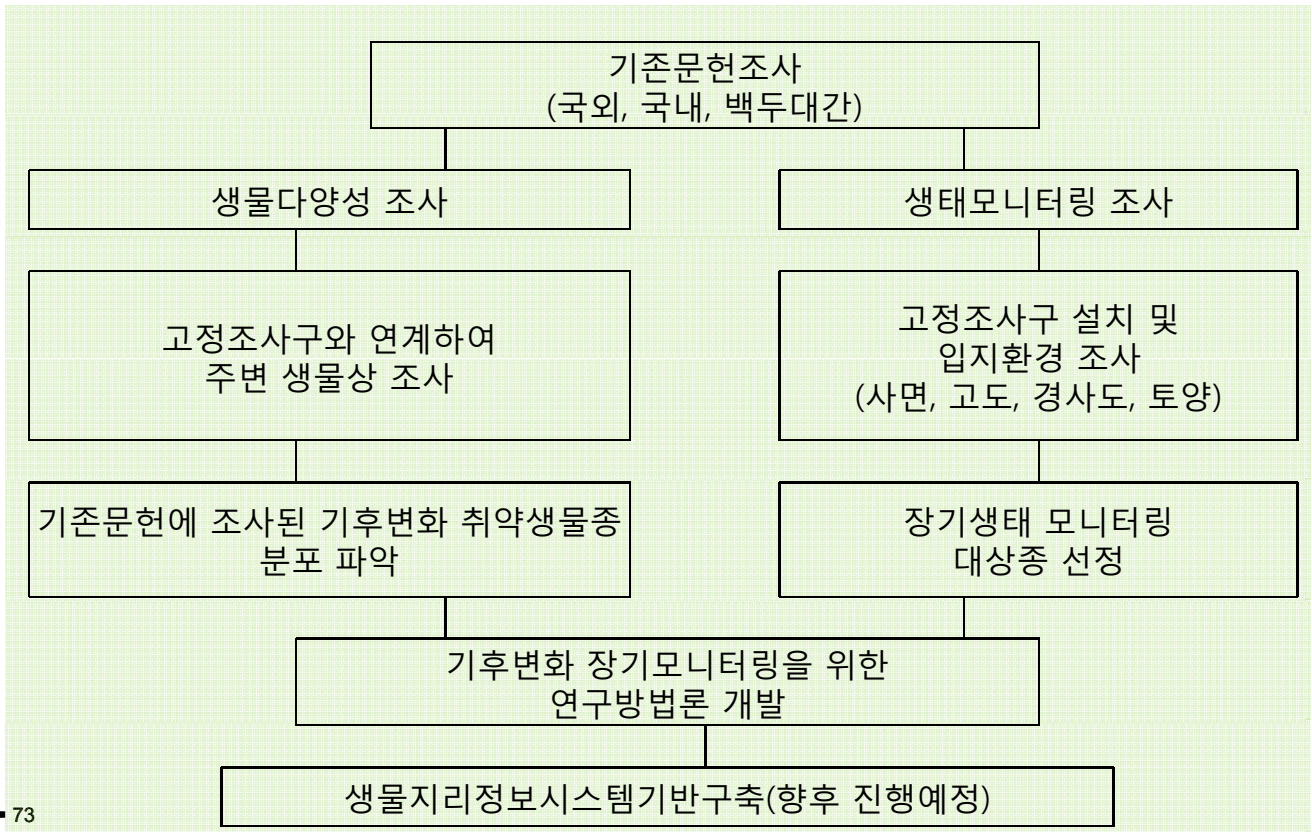 기존문헌조사
(국외, 국내, 백두대간)
생물다양성 조사
생태모니터링 조사
고정조사구와 연계하여
주변 생물상 조사
고정조사구 설치 및
입지환경 조사
(사면, 고도, 경사도, 토양)
기존문헌에 조사된 기후변화 취약생물종
분포 파악
장기생태 모니터링
대상종 선정
기후변화 장기모니터링을 위한
연구방법론 개발
생물지리정보시스템기반구축(향후 진행예정)
73